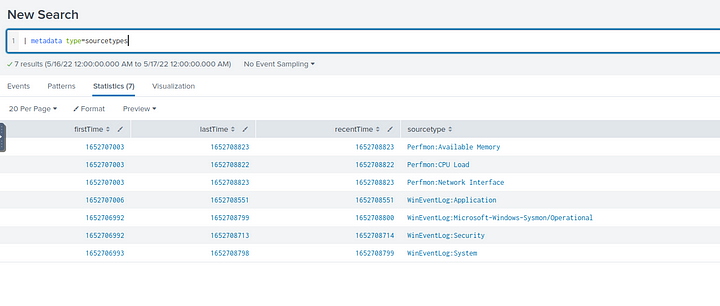 New Search
1 | metadata type=sourcetypes
✓ 7 results (5/16/22 12:00:00.000 AM to 5/17/22 12:00:00.000 AM) No Event Sampling
Events Patterns Statistics (7) Visualization
20 Per Page Format Preview
firstTime lastTime recentTime sourcetype
1652707003 1652708823 1652708823 Perfmon:Available Memory
1652707003 1652708822 1652708822 Perfmon:CPU Load
1652707003 1652708823 1652708823 Perfmon:Network Interface
1652707006 1652708551 1652708551 WinEventLog:Application
1652706992 1652708799 1652708800 WinEventLog:Microsoft-Windows-Sysmon/Operational
1652706992 1652708713 1652708714 WinEventLog:Security
1652706993 1652708798 1652708799 WinEventLog:System